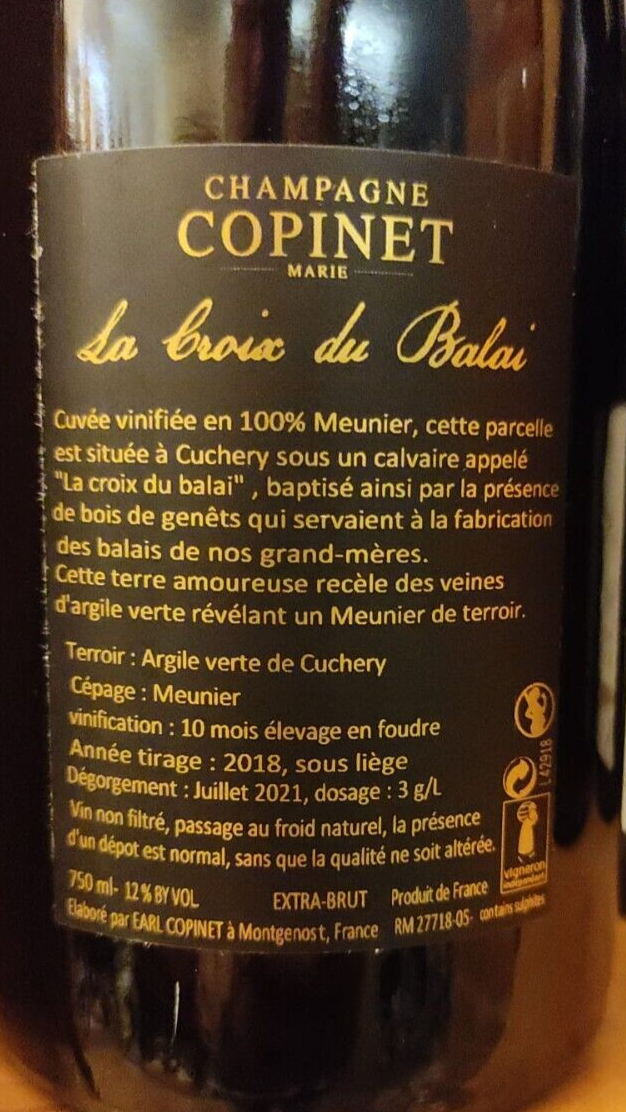 CHAMPAGNE
COPINET
MARIE
La Croix du Balai
Cuvée vinifiée en 100% Meunier, cette parcelle
est située à Cuchery sous un calvaire appelé
"La croix du balai" , baptisé ainsi par la présence
de bois de genêts qui servaient à la fabrication
des balais de nos grand-mères.
Cette terre amoureuse recèle des veines
d'argile verte révélant un Meunier de terroir.
Terroir : Argile verte de Cuchery
Cépage : Meunier
vinification : 10 mois élevage en foudre
Année tirage : 2018, sous liège
Dégorgement : Juillet 2021, dosage : 3 g/L
Vin non filtré, passage au froid naturel, la présence
d'un dépot est normal, sans que la qualité ne soit altérée.
L42918
vigneron
indépendant
750 ml- 12 % BY VOL EXTRA-BRUT Produit de France
Elaboré par EARL COPINET à Montgenost, France RM 27718-05- contains sulphites